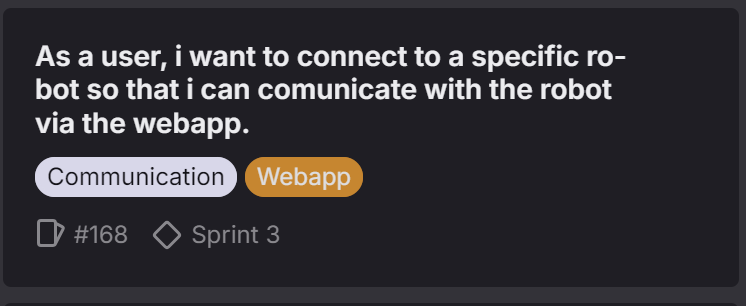 As a user, i want to connect to a specific ro-
bot so that i can comunicate with the robot
via the webapp.
Communication Webapp
#168 Sprint 3